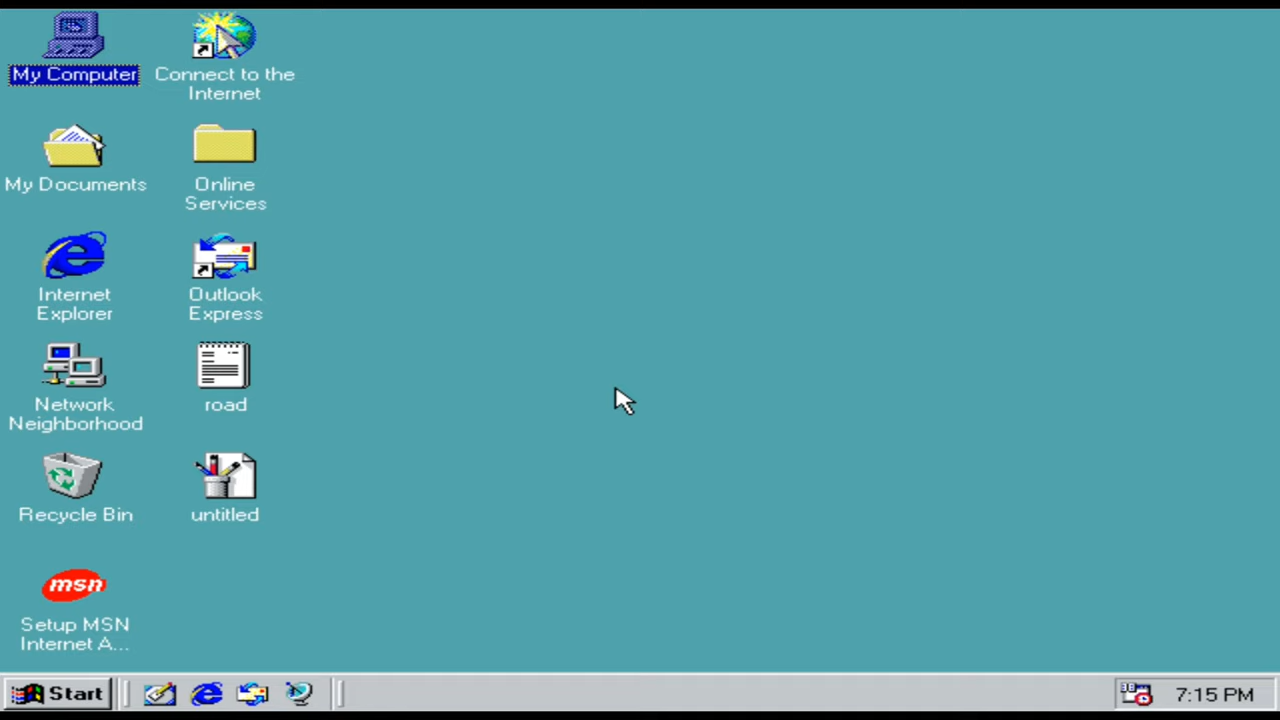 My Computer
Connect to the
Internet
My Documents
Online
Services
Internet
Explorer
Outlook
Express
Network
Neighborhood
road
Recycle Bin
untitled
msn
Setup MSN
Internet A...
Start
7:15 PM